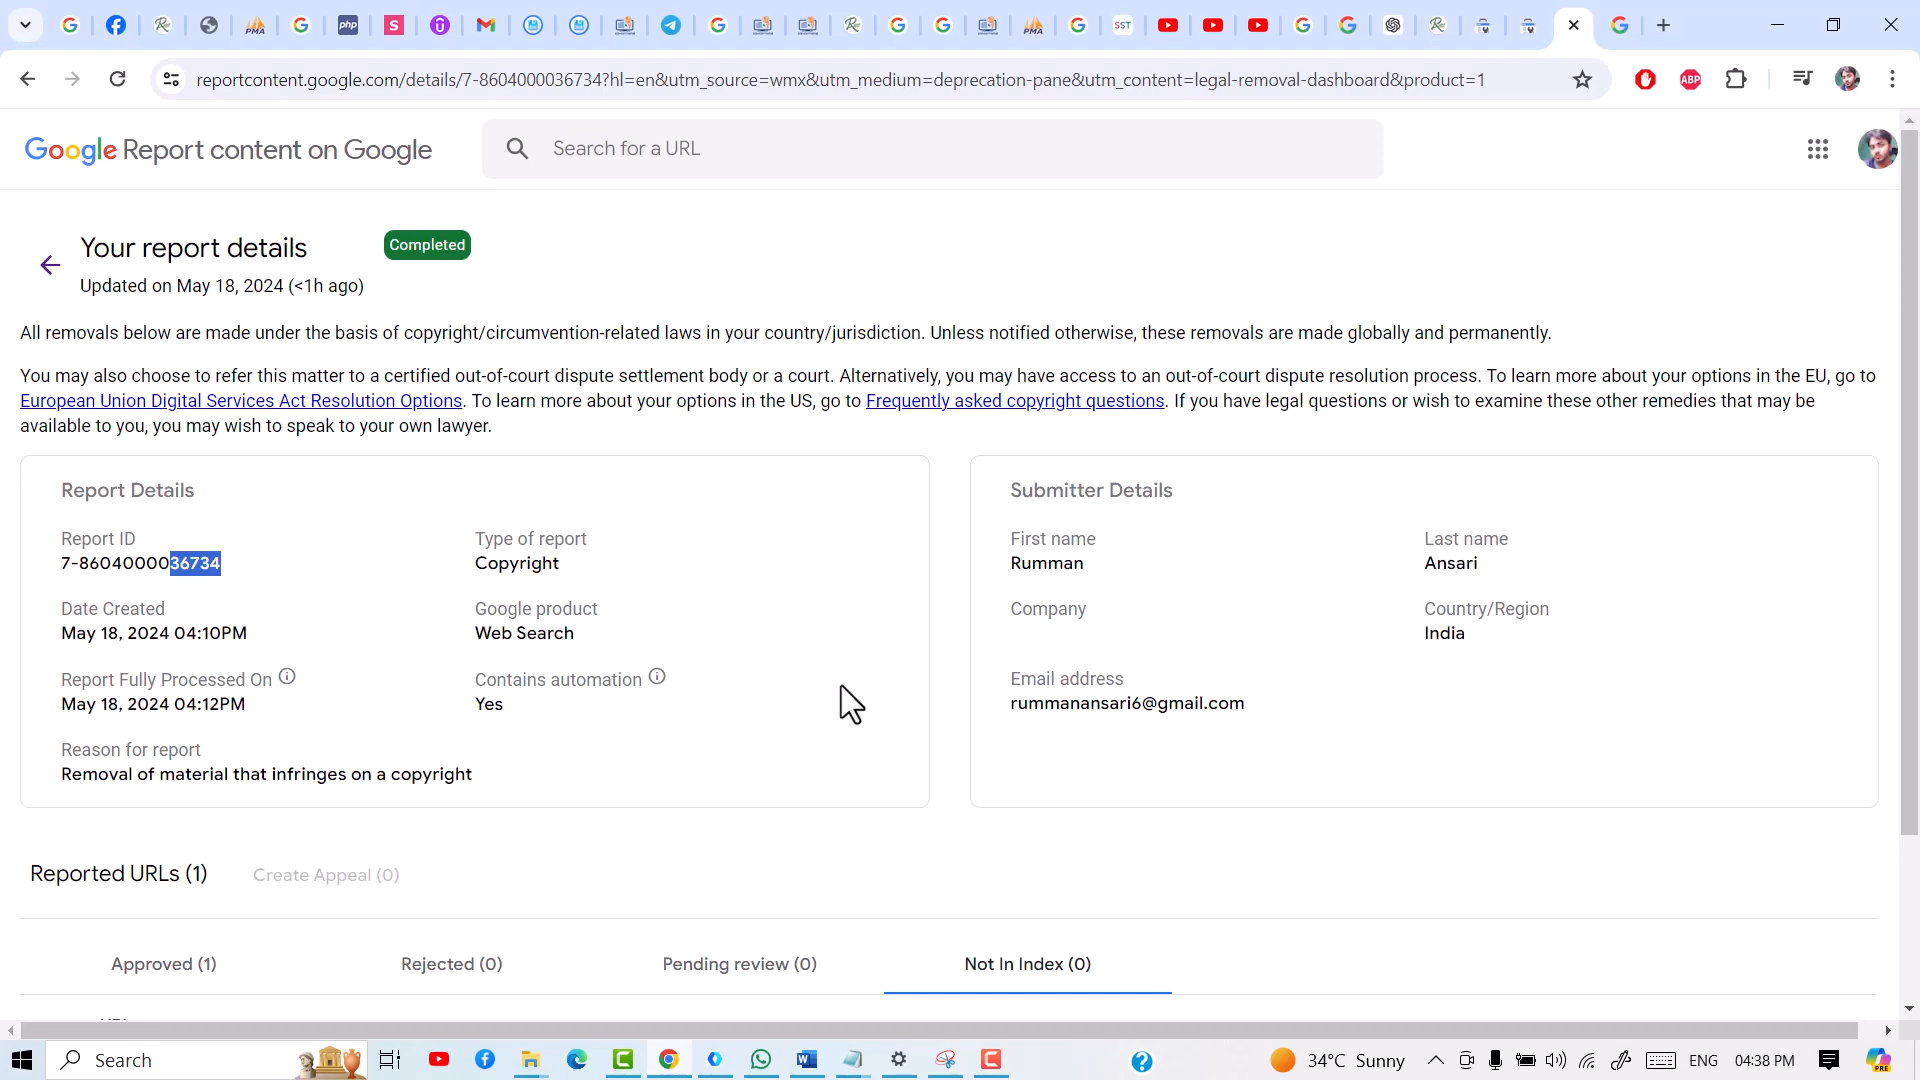 PMA
php
S
SST
PMA
reportcontent.google.com/details/7-8604000036734?hl=en&utm_source=wmx&utm_medium=deprecation-pane&utm_content=legal-removal-dashboard&product=1
ABP
Google Report content on Google
Search for a URL
Your report details
Completed
Updated on May 18, 2024 (<1h ago)
All removals below are made under the basis of copyright/circumvention-related laws in your country/jurisdiction. Unless notified otherwise, these removals are made globally and permanently.
You may also choose to refer this matter to a certified out-of-court dispute settlement body or a court. Alternatively, you may have access to an out-of-court dispute resolution process. To learn more about your options in the EU, go to
European Union Digital Services Act Resolution Options. To learn more about your options in the US, go to Frequently asked copyright questions. If you have legal questions or wish to examine these other remedies that may be
available to you, you may wish to speak to your own lawyer.
Report Details
Report ID
7-8604000036734
Type of report
Copyright
Date Created
May 18, 2024 04:10PM
Google product
Web Search
Report Fully Processed On
May 18, 2024 04:12PM
Contains automation
Yes
Reason for report
Removal of material that infringes on a copyright
Submitter Details
First name
Rumman
Last name
Ansari
Company
Country/Region
India
Email address
rummanansari6@gmail.com
Reported URLs (1)
Create Appeal (0)
Approved (1)
Rejected (0)
Pending review (0)
Not In Index (0)
Search
34°C Sunny
ENG
04:38 PM
PRE